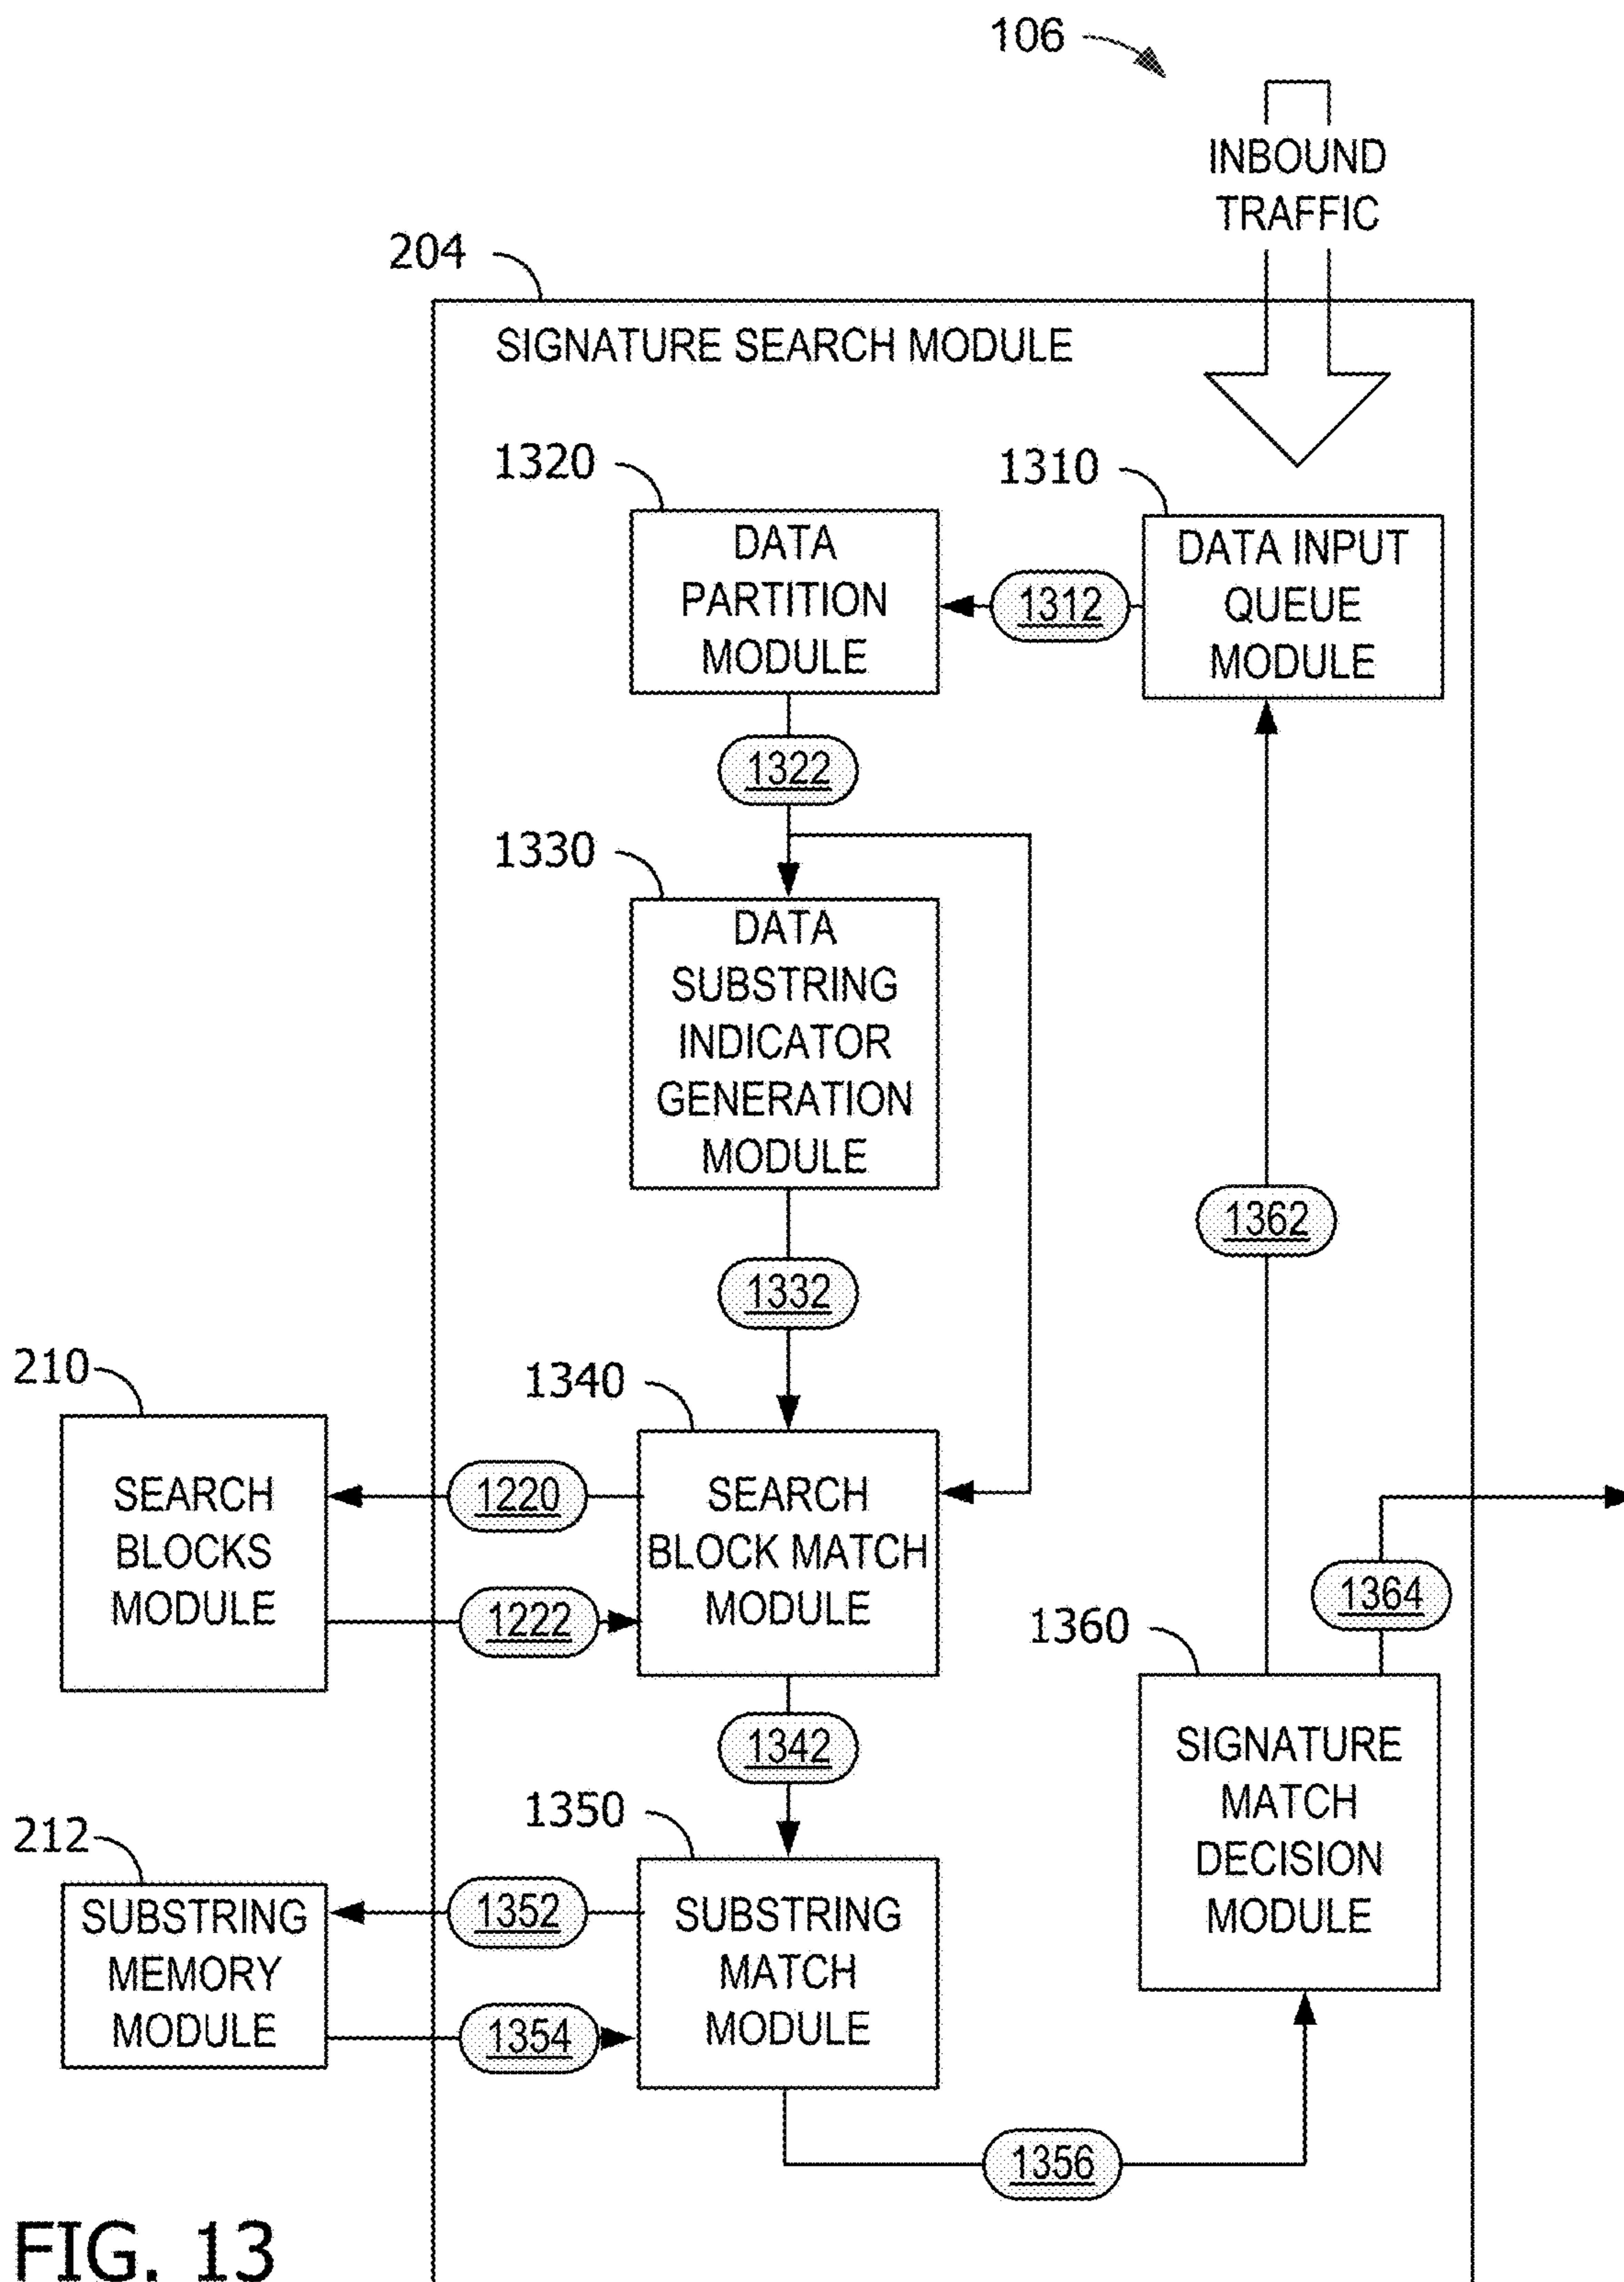 106
INBOUND
TRAFFIC
204
SIGNATURE SEARCH MODULE
1320
1310
DATA
PARTITION
MODULE
1312
DATA INPUT
QUEUE
MODULE
1322
1330
DATA
SUBSTRING
INDICATOR
GENERATION
MODULE
1362
1332
210
1340
SEARCH
BLOCKS
MODULE
1220
1222
SEARCH
BLOCK MATCH
MODULE
1364
1360
1342
SIGNATURE
MATCH
DECISION
MODULE
212
1350
SUBSTRING
MEMORY
MODULE
1352
1354
SUBSTRING
MATCH
MODULE
1356
FIG. 13